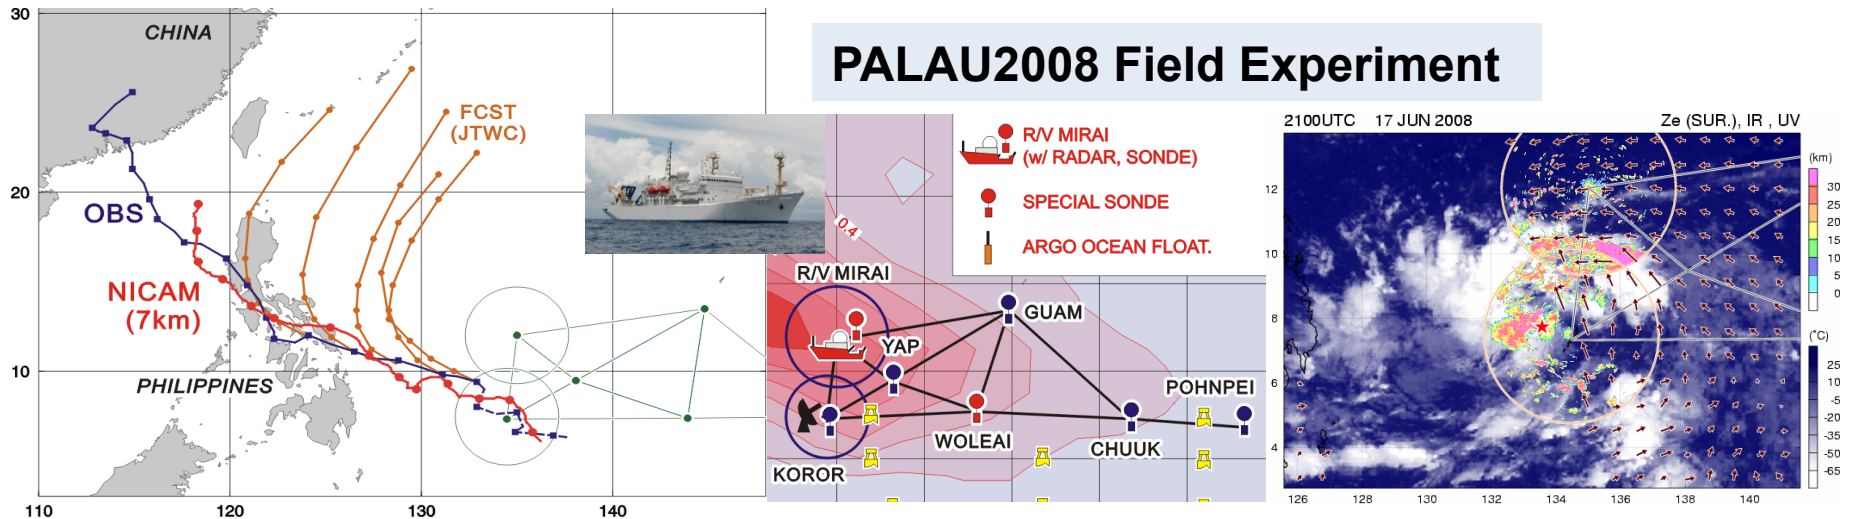 PALAU2008 Field Experiment
30
20
10
110
120
130
140
CHINA
OBS
NICAM
(7km)
FCST
(JTWC)
PHILIPPINES
R/V MIRAI
(w/ RADAR, SONDE)
SPECIAL SONDE
ARGO OCEAN FLOAT.
0.4
R/V MIRAI
GUAM
YAP
POHNPEI
WOLEAI
CHUUK
KOROR
2100UTC 17 JUN 2008
Ze (SUR.), IR , UV
12
10
8
6
4
126
128
130
132
134
136
138
140
(km)
30
25
20
15
10
5
0
(°C)
25
10
-5
-20
-35
-50
-65